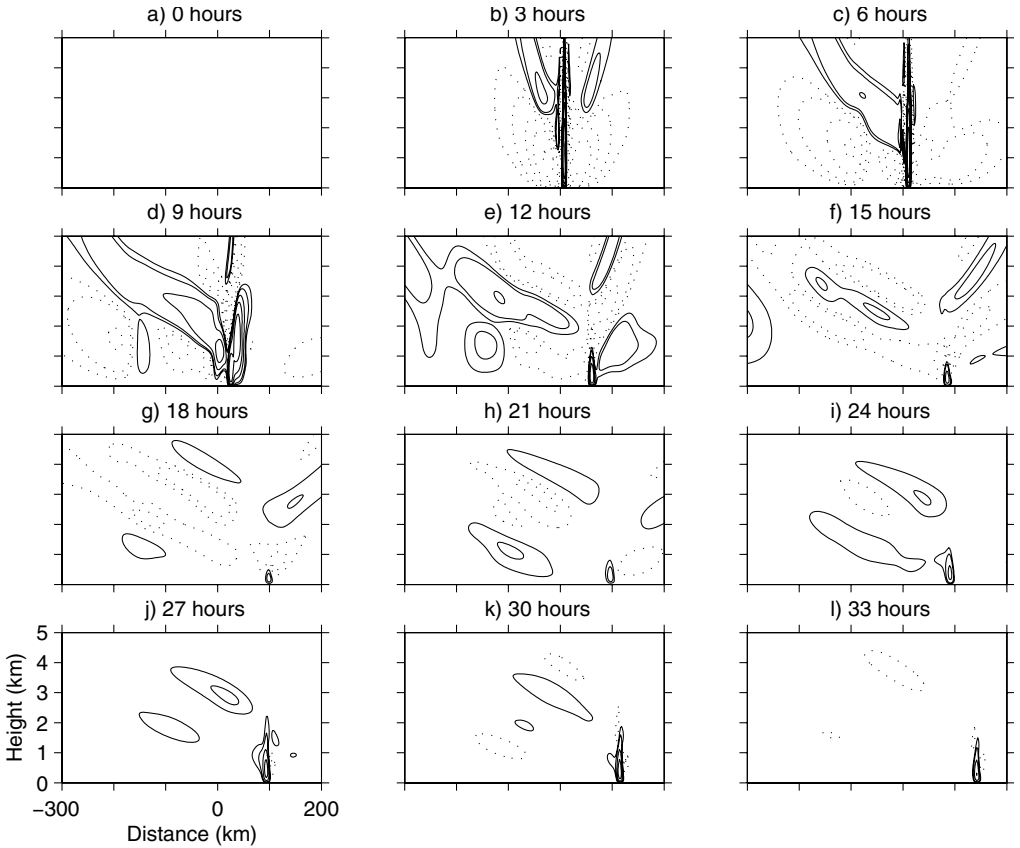 a) 0 hours
b) 3 hours
c) 6 hours
d) 9 hours
e) 12 hours
f) 15 hours
g) 18 hours
h) 21 hours
i) 24 hours
j) 27 hours
k) 30 hours
l) 33 hours
5
4
3
2
1
0
Height (km)
−300
0
200
Distance (km)